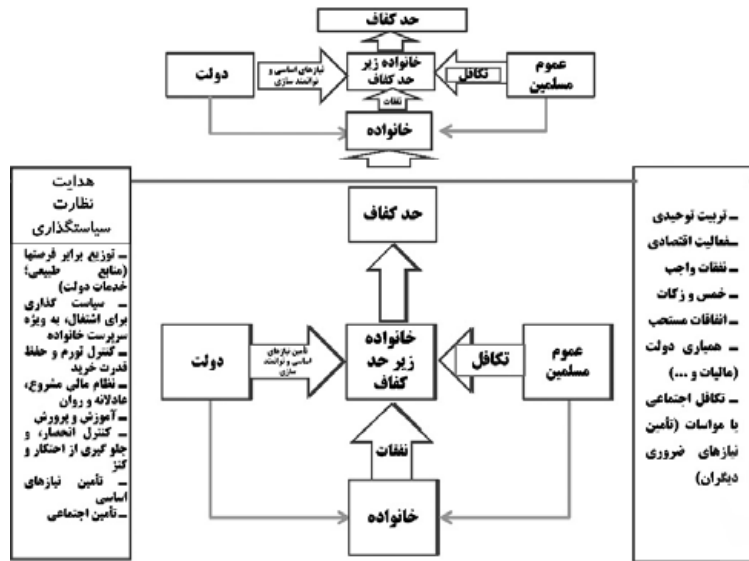 حد کفاف
دولت
نیازهای اساسی و
توانمند سازی
خانواده زیر
حد کفاف
تکافل
عموم
مسلمین
نفقات
خانواده
هدایت
نظارت
سیاستگذاری
ـ توزیع برابر فرصتها
(منابع طبیعی؛
خدمات دولت)
ـ سیاست گذاری
برای اشتغال، به ویژه
سرپرست خانواده
ـ کنترل تورم و حفظ
قدرت خرید
ـ نظام مالی مشروع،
عادلانه و روان
ـ آموزش و پرورش
ـ کنترل انحصار، و
جلو گیری از احتکار و
کنز
ـ تأمین نیازهای
اساسی
ـ تأمین اجتماعی
حد کفاف
دولت
تأمین نیازهای
اساسی و توانمند
سازی
خانواده
زیر حد
کفاف
تکافل
عموم
مسلمین
نفقات
خانواده
ـ تربیت توحیدی
ـ فعالیت اقتصادی
ـ نفقات واجب
ـ خمس و زکات
ـ انفاقات مستحب
ـ همیاری دولت
(مالیات و ...)
ـ تکافل اجتماعی
یا مواسات (تأمین
نیازهای ضروری
دیگران)